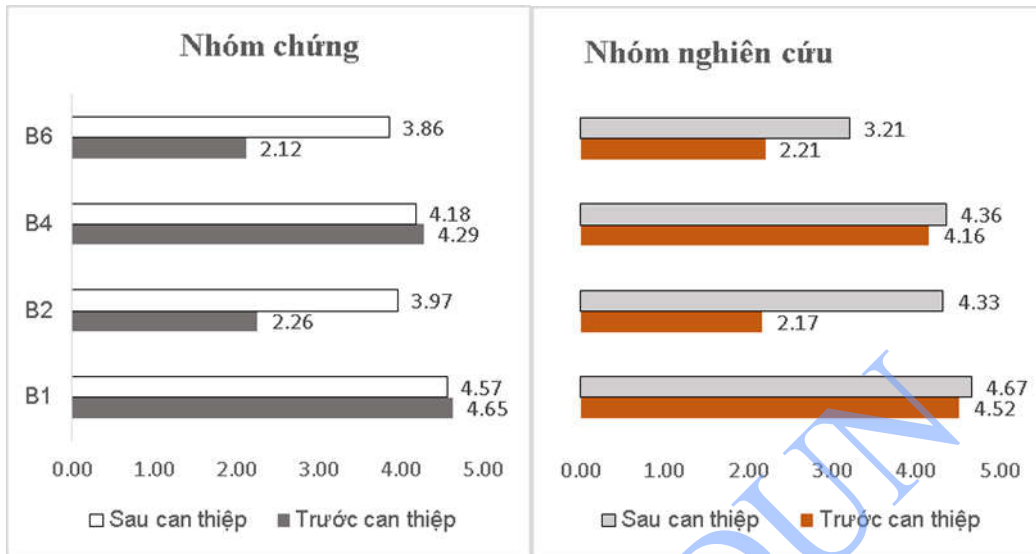 Nhóm chứng
B6
3.86
2.12
B4
4.18
4.29
B2
3.97
2.26
B1
4.57
4.65
0.00 1.00 2.00 3.00 4.00 5.00
Sau can thiệp Trước can thiệp
Nhóm nghiên cứu
3.21
2.21
4.36
4.16
4.33
2.17
4.67
4.52
0.00 1.00 2.00 3.00 4.00 5.00
Sau can thiệp Trước can thiệp
OUN